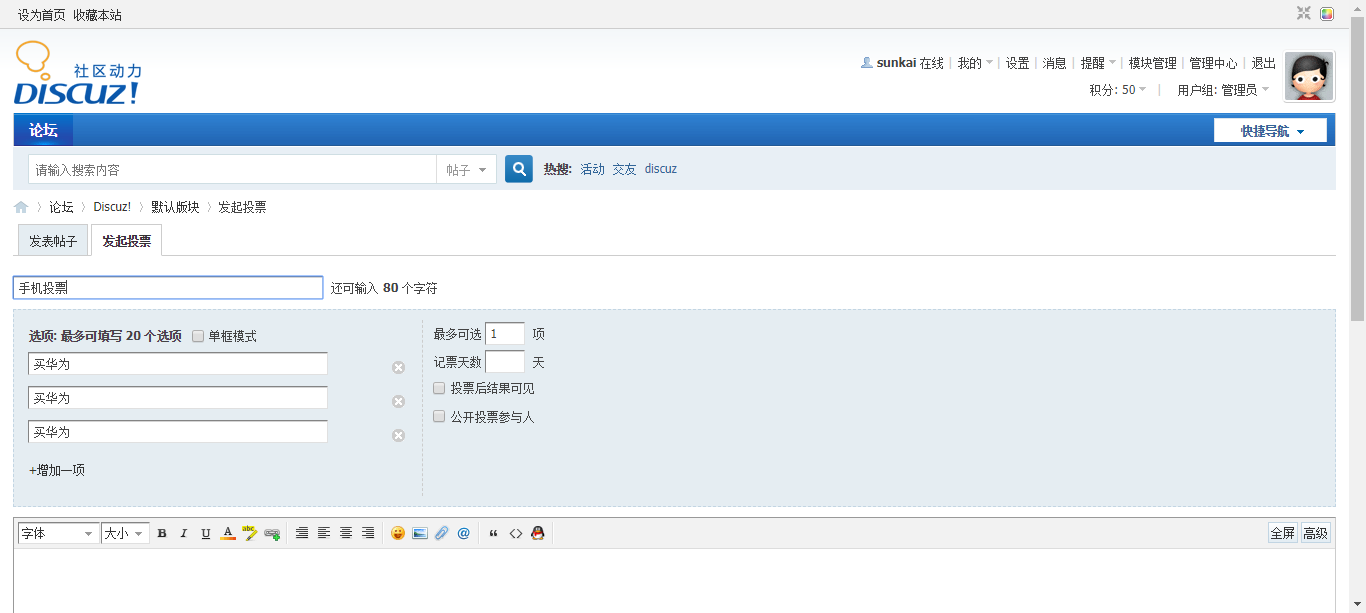 设为首页 收藏本站
社区动力
DISCUZ!
sunkai 在线 我的 设置 消息 提醒 模块管理 管理中心 退出
积分: 50 用户组: 管理员
论坛
快捷导航
请输入搜索内容 帖子 热搜: 活动 交友 discuz
论坛 Discuz! 默认版块 发起投票
发表帖子 发起投票
手机投票 还可输入 80 个字符
选项: 最多可填写 20 个选项 单框模式
买华为
买华为
买华为
+增加一项
最多可选 1 项
记票天数 天
投票后结果可见
公开投票参与人
字体 大小 B I U A abc @ “ <> 全屏 高级